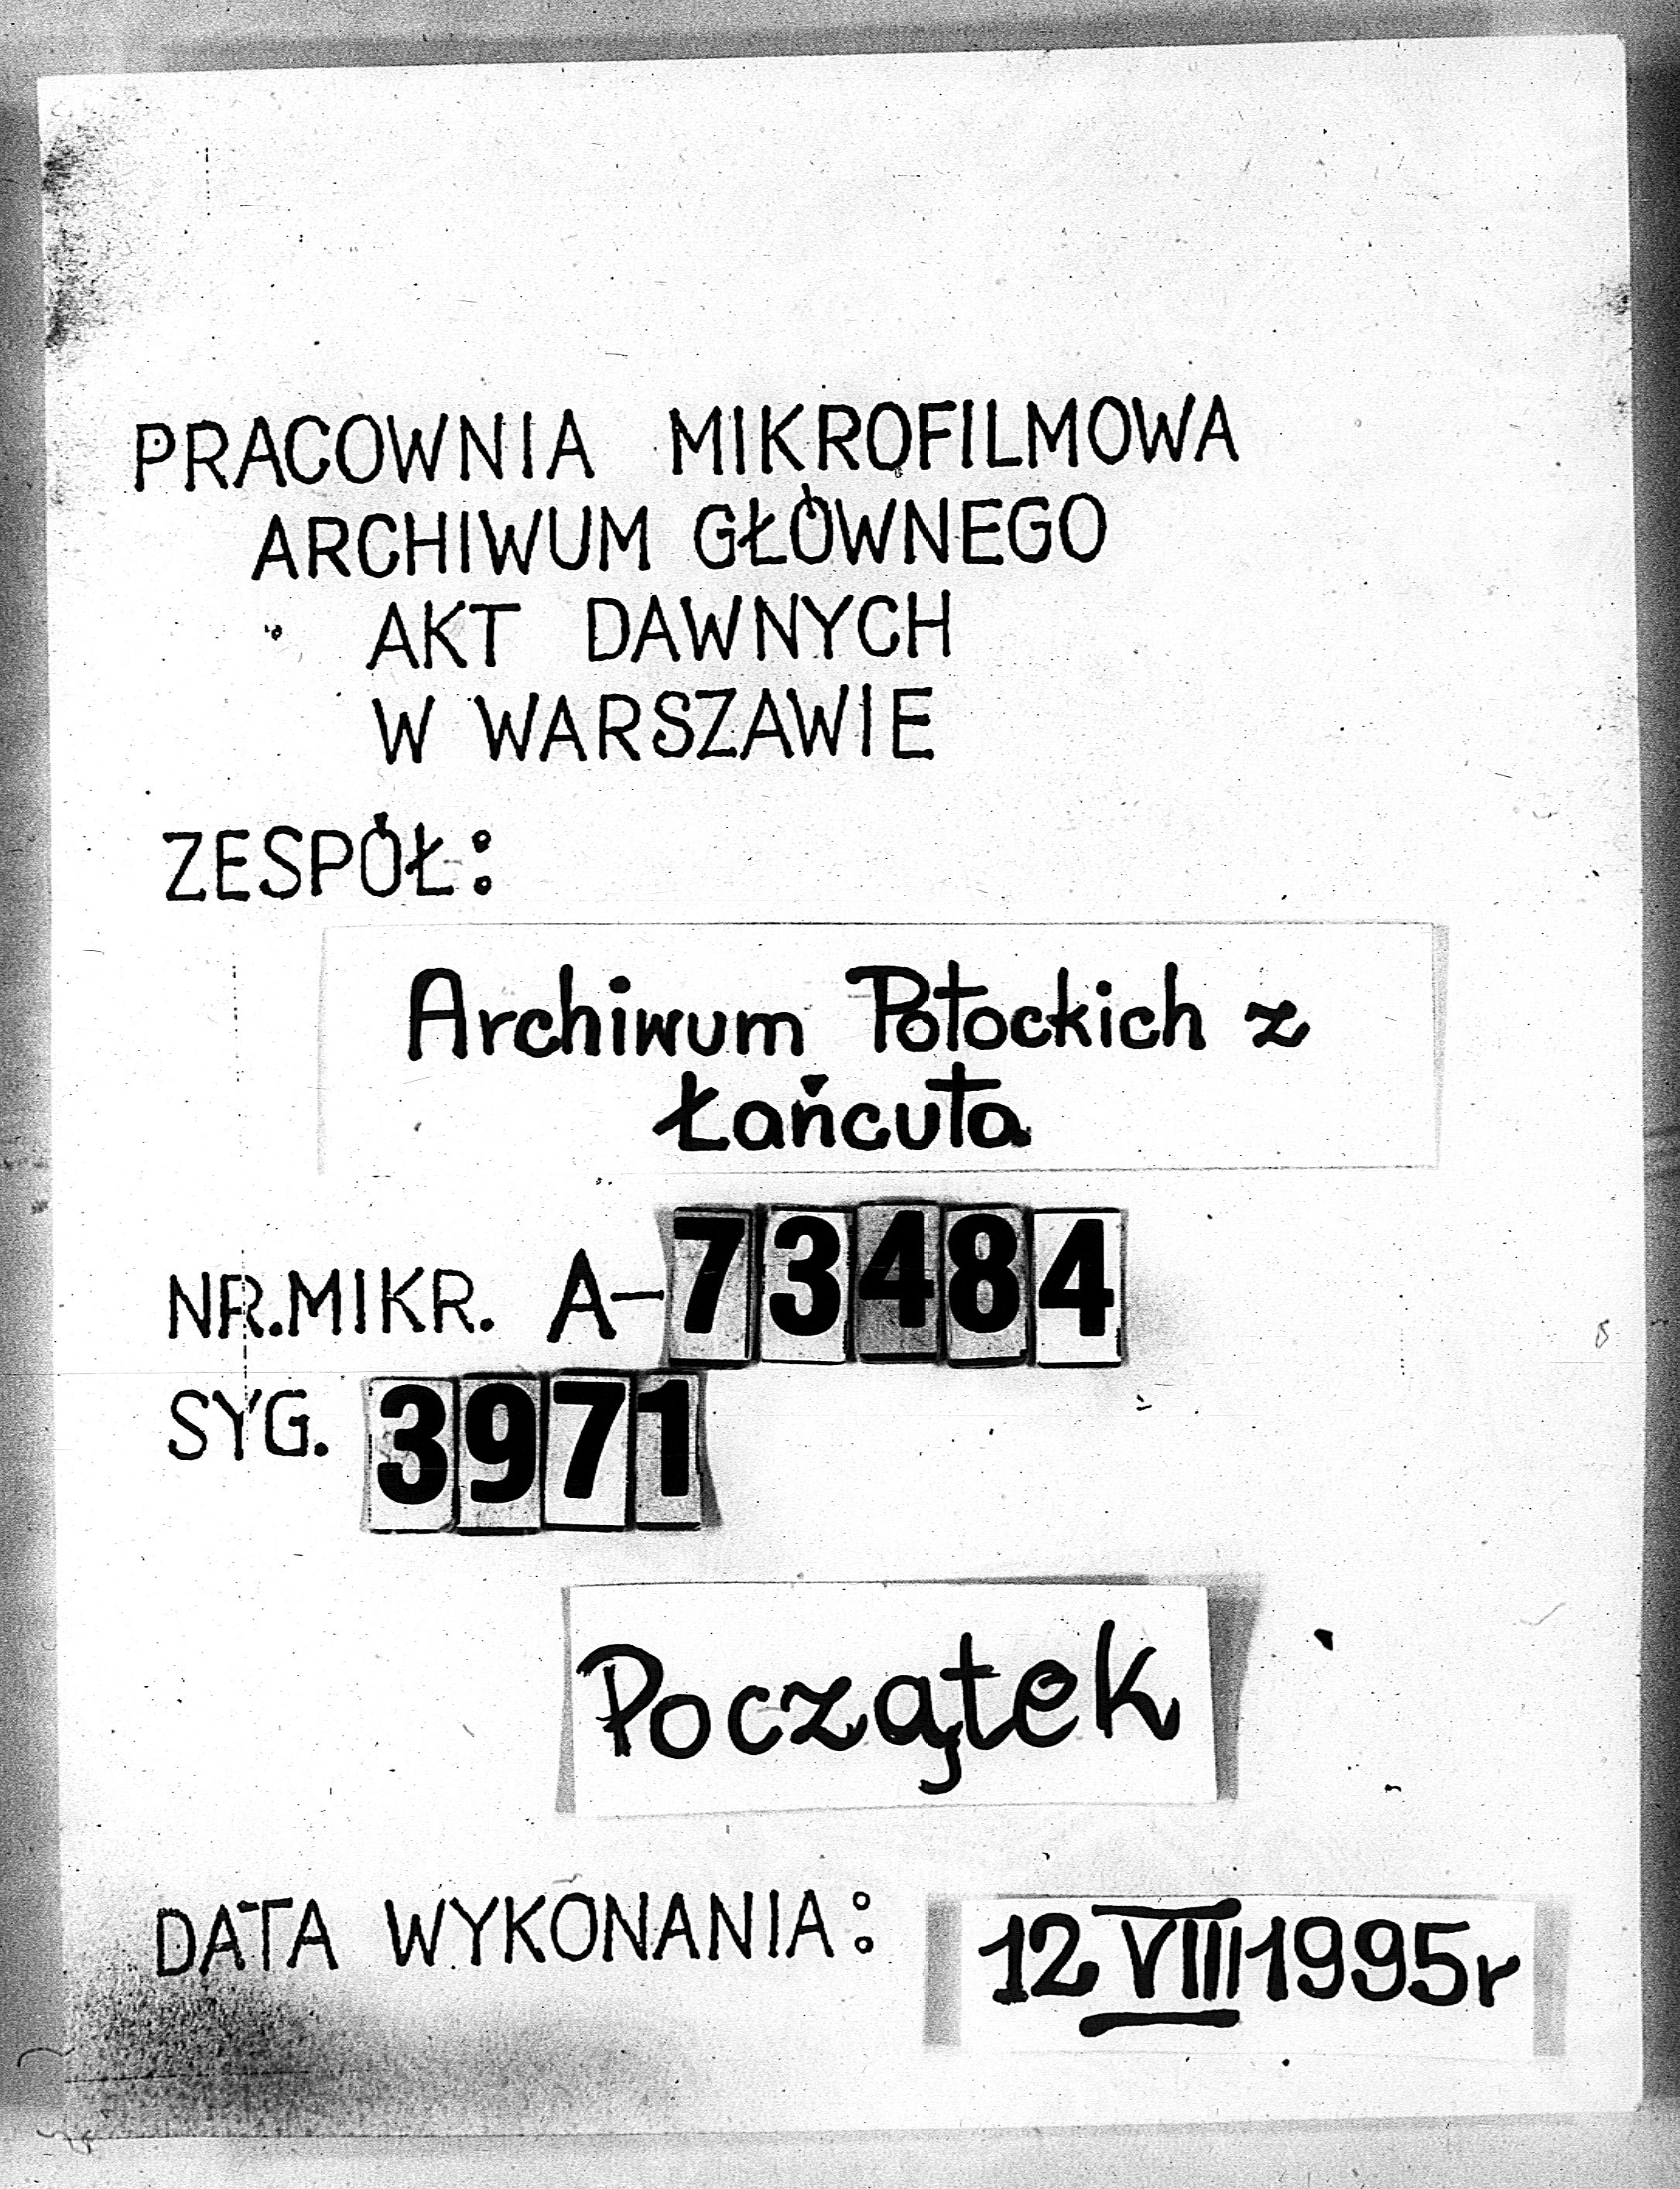 PRACOWNIA MIKROFILMOWA
ARCHIWUM GŁÓWNEGO
AKT DAWNYCH
W WARSZAWIE
ZESPÓŁ:
Archiwum Potockich z
Łańcuta
NR.MIKR. A-73484
SYG. 3971
Początek
DATA WYKONANIA: 12 VIII 1995r